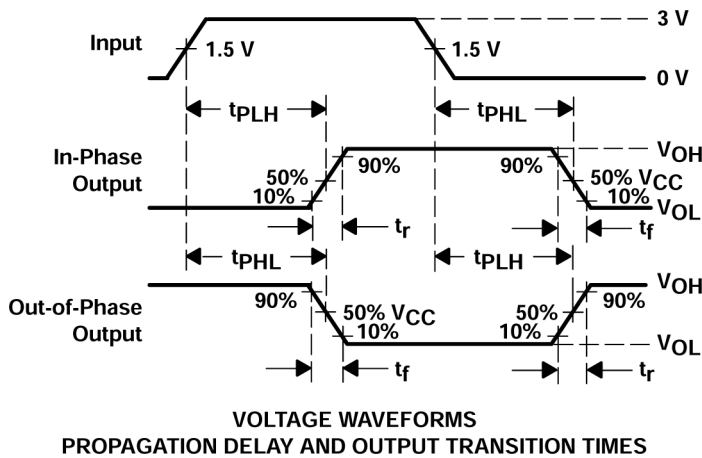 3 V
Input
1.5 V
1.5 V
0 V
tPLH
tPHL
In-Phase
Output
VOH
90%
90%
50%
50% VCC
10%
10%
VOL
tr
tf
tPHL
tPLH
Out-of-Phase
Output
VOH
90%
90%
50% VCC
50%
10%
10%
VOL
tf
tr
VOLTAGE WAVEFORMS
PROPAGATION DELAY AND OUTPUT TRANSITION TIMES